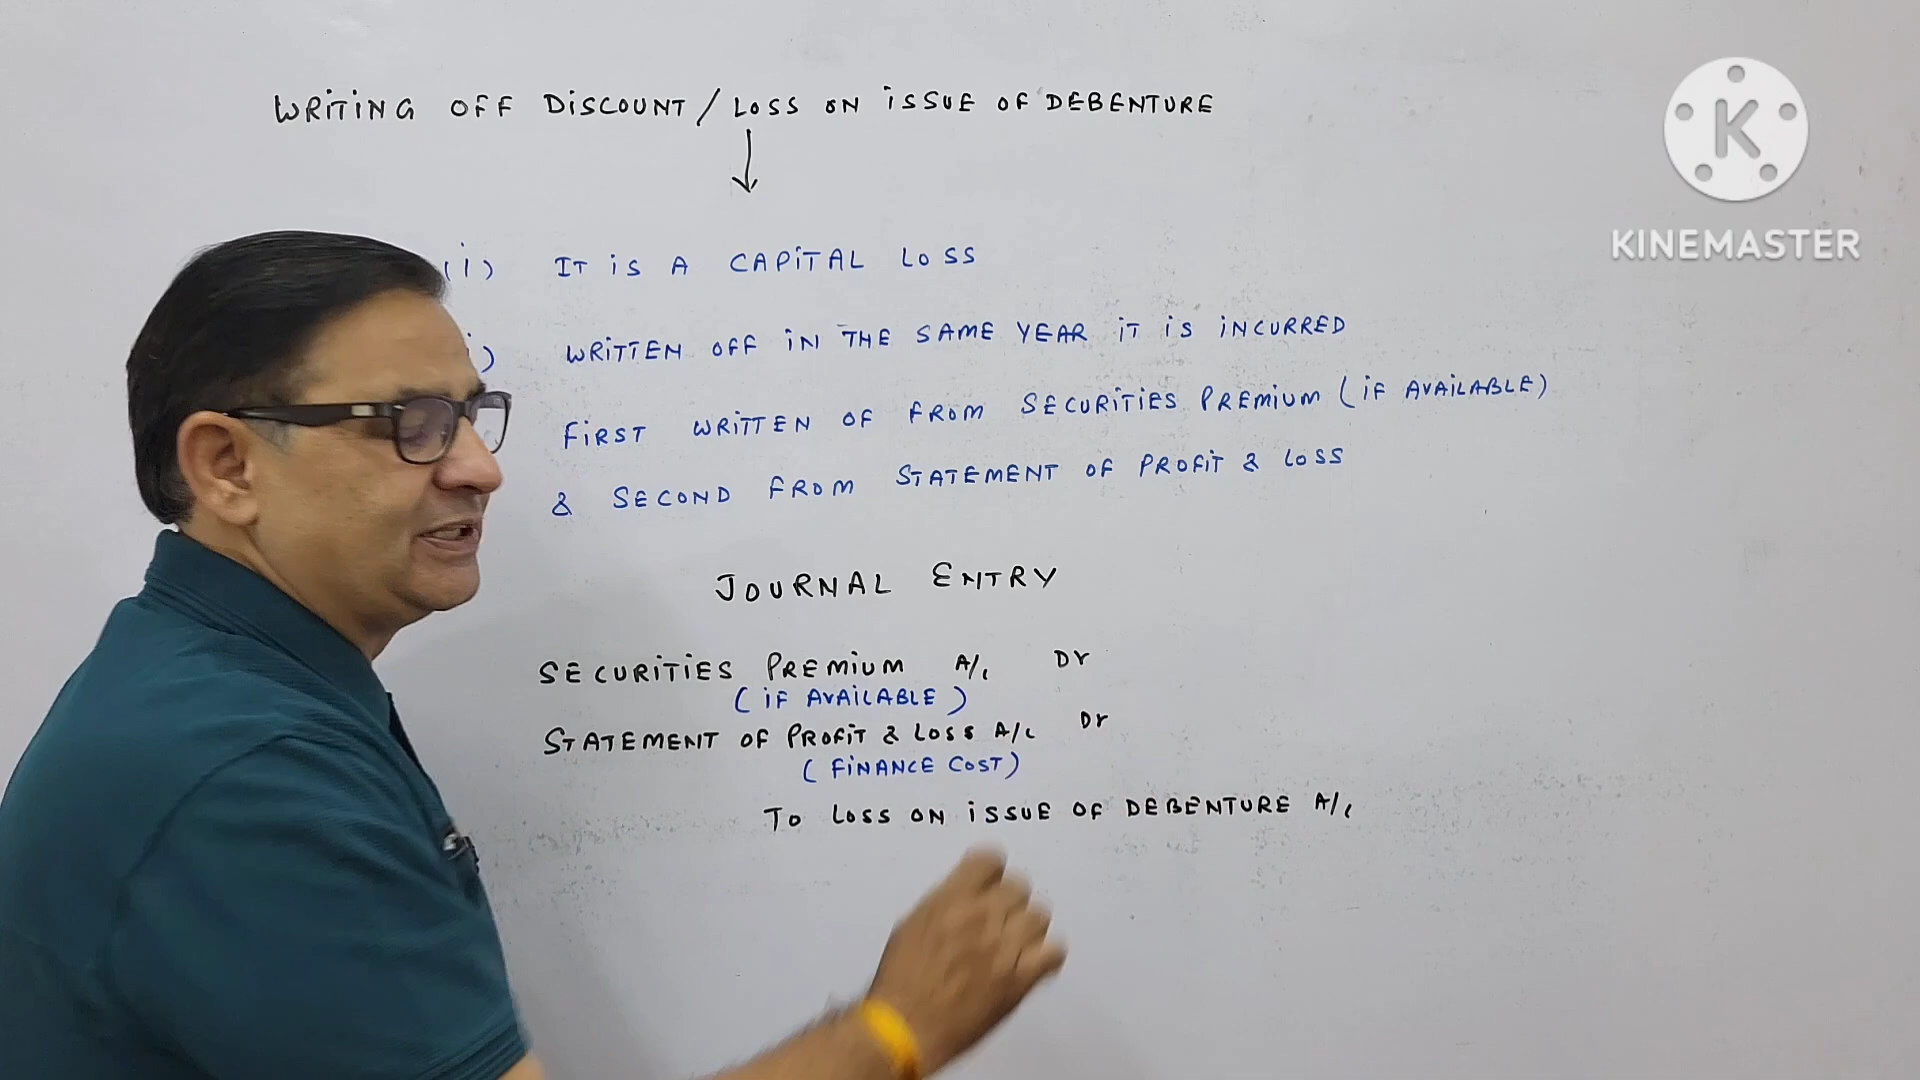 WRITING OFF DISCOUNT / LOSS ON ISSUE OF DEBENTURE
K
KINEMASTER
(i) IT IS A CAPITAL LOSS
i) WRITTEN OFF IN THE SAME YEAR IT IS INCURRED
FIRST WRITTEN OF FROM SECURITIES PREMIUM (IF AVAILABLE)
& SECOND FROM STATEMENT OF PROFIT & LOSS
JOURNAL ENTRY
SECURITIES PREMIUM A/c Dr
(IF AVAILABLE)
STATEMENT OF PROFIT & LOSS A/c Dr
(FINANCE COST)
TO LOSS ON ISSUE OF DEBENTURE A/c